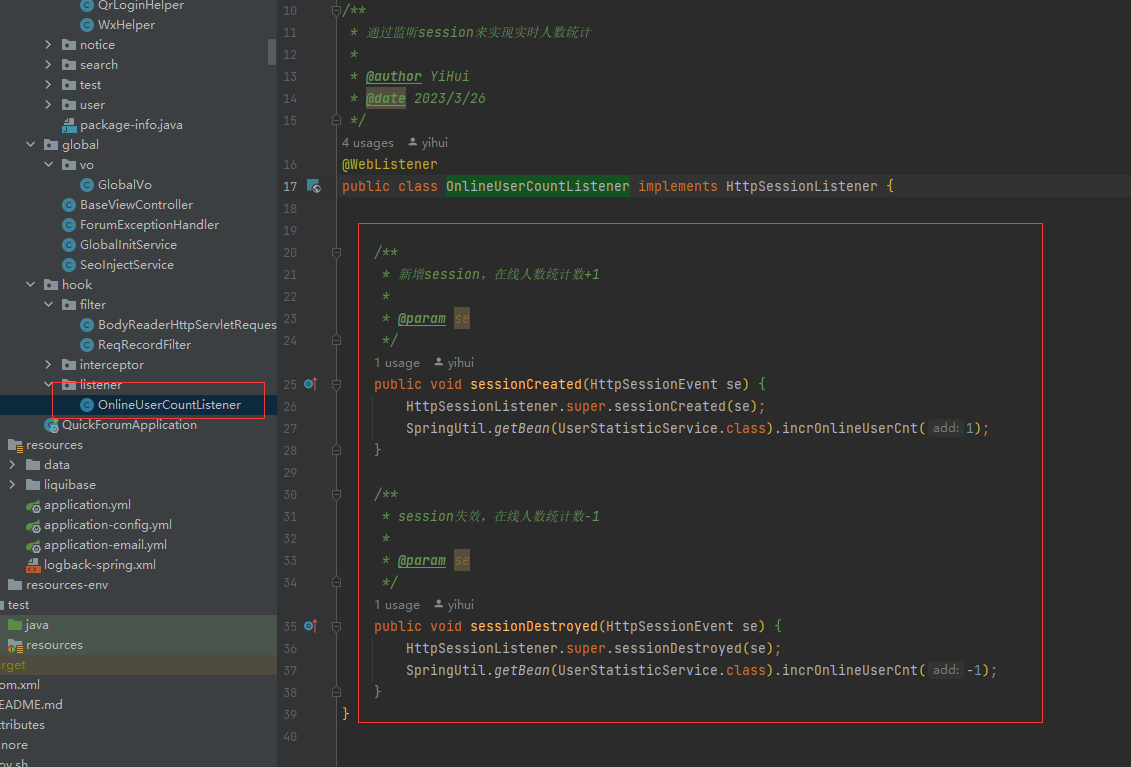 QrLoginHelper
WxHelper
notice
search
test
user
package-info.java
global
vo
GlobalVo
BaseViewController
ForumExceptionHandler
GlobalInitService
SeoInjectService
hook
filter
BodyReaderHttpServletReques
ReqRecordFilter
interceptor
listener
OnlineUserCountListener
QuickForumApplication
resources
data
liquibase
application.yml
application-config.yml
application-email.yml
logback-spring.xml
resources-env
test
java
resources
rget
om.xml
EADME.md
ttributes
nore
oy.sh
10 /**
11 * 通过监听session来实现实时人数统计
12 *
13 * @author YiHui
14 * @date 2023/3/26
15 */
4 usages yihui
16 @WebListener
17 public class OnlineUserCountListener implements HttpSessionListener {
18
19
20 /**
21 * 新增session，在线人数统计数+1
22 *
23 * @param se
24 */
1 usage yihui
25 public void sessionCreated(HttpSessionEvent se) {
26 HttpSessionListener.super.sessionCreated(se);
27 SpringUtil.getBean(UserStatisticService.class).incrOnlineUserCnt( add: 1);
28 }
29
30 /**
31 * session失效，在线人数统计数-1
32 *
33 * @param se
34 */
1 usage yihui
35 public void sessionDestroyed(HttpSessionEvent se) {
36 HttpSessionListener.super.sessionDestroyed(se);
37 SpringUtil.getBean(UserStatisticService.class).incrOnlineUserCnt( add: -1);
38 }
39 }
40